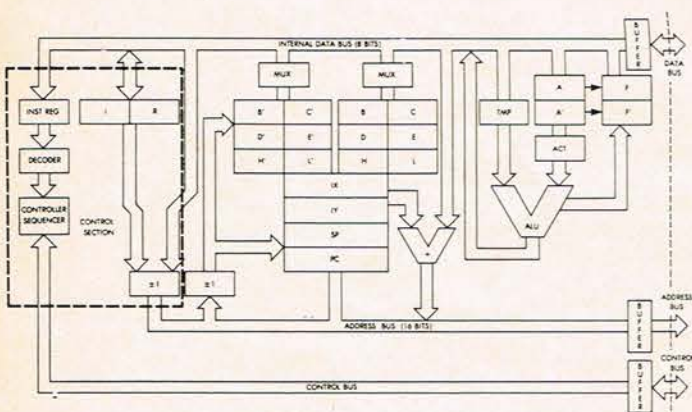 INTERNAL DATA BUS (8 BITS)
BUFFER
DATA
BUS
MUX
MUX
INST REG
I
R
B'
C'
B
C
TMP
A
F
D'
E'
D
E
A'
F'
H'
L'
H
L
DECODER
ACT
IX
CONTROLLER
SEQUENCER
CONTROL
SECTION
IY
+
ALU
SP
PC
±1
±1
ADDRESS BUS (16 BITS)
BUFFER
ADDRESS
BUS
CONTROL BUS
BUFFER
CONTROL
BUS